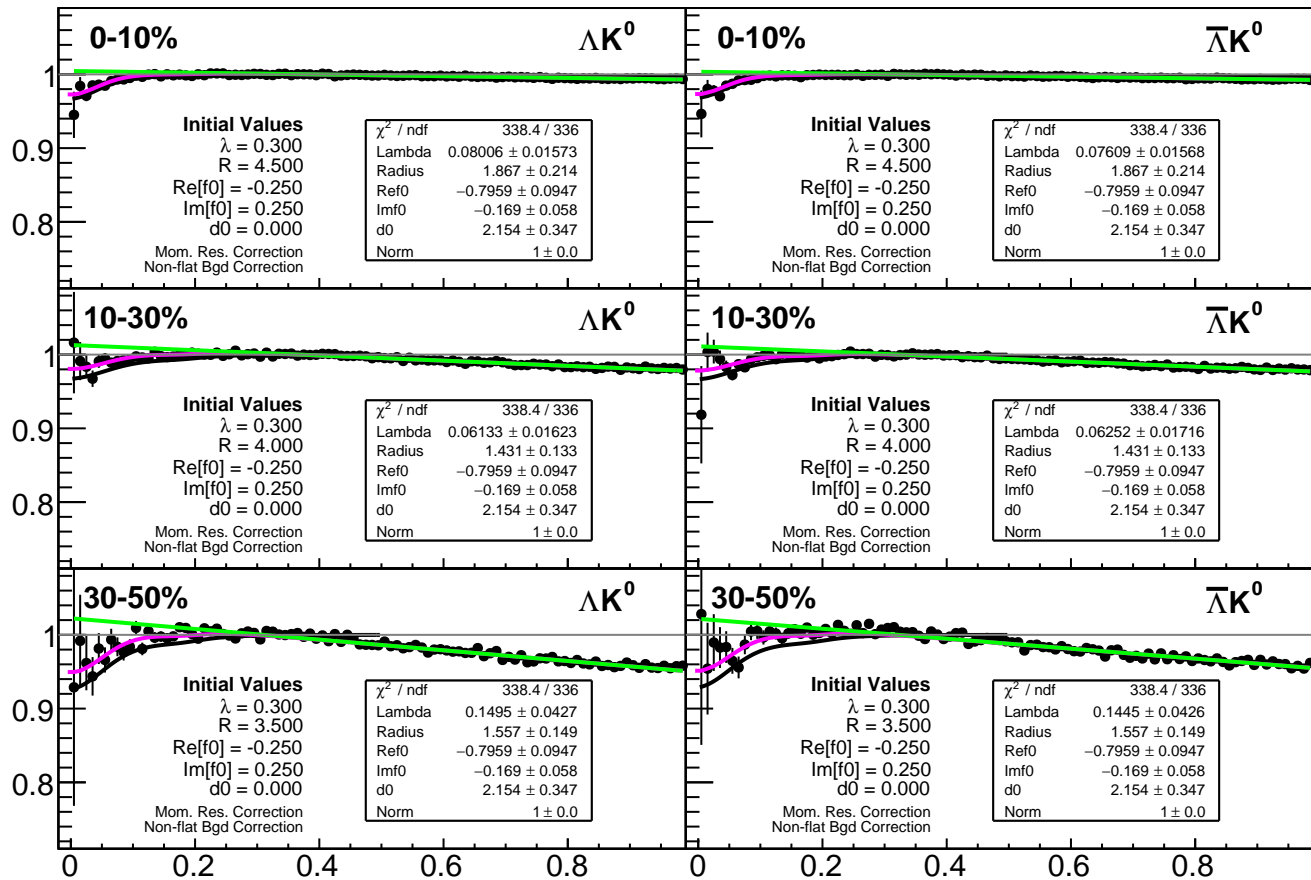 0-10% ΛK⁰
1
0.9
0.8
Initial Values
λ = 0.300
R = 4.500
Re[f0] = -0.250
Im[f0] = 0.250
d0 = 0.000
Mom. Res. Correction
Non-flat Bgd Correction
χ² / ndf 338.4 / 336
Lambda 0.08006 ± 0.01573
Radius 1.867 ± 0.214
Ref0 −0.7959 ± 0.0947
Imf0 −0.169 ± 0.058
d0 2.154 ± 0.347
Norm 1 ± 0.0
0-10% Λ̅K⁰
Initial Values
λ = 0.300
R = 4.500
Re[f0] = -0.250
Im[f0] = 0.250
d0 = 0.000
Mom. Res. Correction
Non-flat Bgd Correction
χ² / ndf 338.4 / 336
Lambda 0.07609 ± 0.01568
Radius 1.867 ± 0.214
Ref0 −0.7959 ± 0.0947
Imf0 −0.169 ± 0.058
d0 2.154 ± 0.347
Norm 1 ± 0.0
10-30% ΛK⁰
1
0.9
0.8
Initial Values
λ = 0.300
R = 4.000
Re[f0] = -0.250
Im[f0] = 0.250
d0 = 0.000
Mom. Res. Correction
Non-flat Bgd Correction
χ² / ndf 338.4 / 336
Lambda 0.06133 ± 0.01623
Radius 1.431 ± 0.133
Ref0 −0.7959 ± 0.0947
Imf0 −0.169 ± 0.058
d0 2.154 ± 0.347
Norm 1 ± 0.0
10-30% Λ̅K⁰
Initial Values
λ = 0.300
R = 4.000
Re[f0] = -0.250
Im[f0] = 0.250
d0 = 0.000
Mom. Res. Correction
Non-flat Bgd Correction
χ² / ndf 338.4 / 336
Lambda 0.06252 ± 0.01716
Radius 1.431 ± 0.133
Ref0 −0.7959 ± 0.0947
Imf0 −0.169 ± 0.058
d0 2.154 ± 0.347
Norm 1 ± 0.0
30-50% ΛK⁰
1
0.9
0.8
Initial Values
λ = 0.300
R = 3.500
Re[f0] = -0.250
Im[f0] = 0.250
d0 = 0.000
Mom. Res. Correction
Non-flat Bgd Correction
χ² / ndf 338.4 / 336
Lambda 0.1495 ± 0.0427
Radius 1.557 ± 0.149
Ref0 −0.7959 ± 0.0947
Imf0 −0.169 ± 0.058
d0 2.154 ± 0.347
Norm 1 ± 0.0
30-50% Λ̅K⁰
Initial Values
λ = 0.300
R = 3.500
Re[f0] = -0.250
Im[f0] = 0.250
d0 = 0.000
Mom. Res. Correction
Non-flat Bgd Correction
χ² / ndf 338.4 / 336
Lambda 0.1445 ± 0.0426
Radius 1.557 ± 0.149
Ref0 −0.7959 ± 0.0947
Imf0 −0.169 ± 0.058
d0 2.154 ± 0.347
Norm 1 ± 0.0
0 0.2 0.4 0.6 0.8 0 0.2 0.4 0.6 0.8